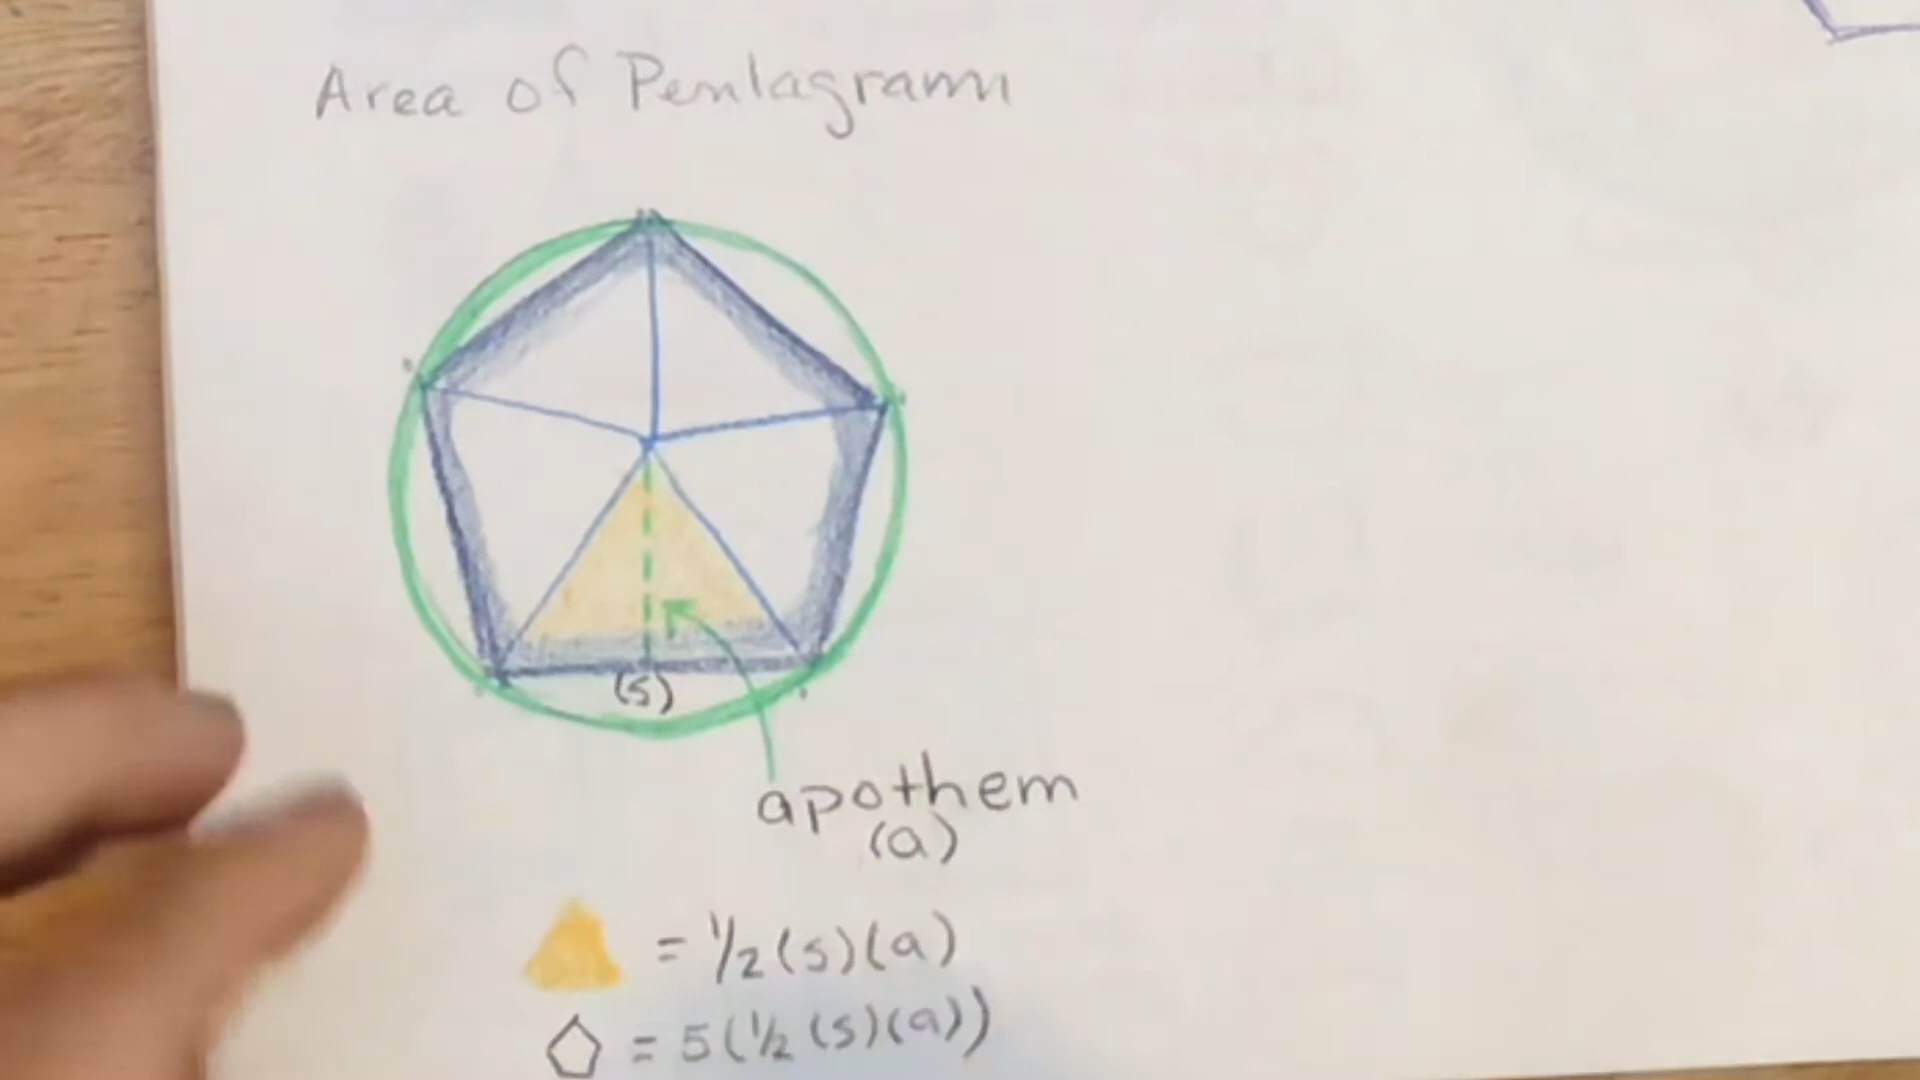 Area of Pentagram
(s)
apothem
(a)
= 1/2 (s)(a)
= 5(1/2 (s)(a))